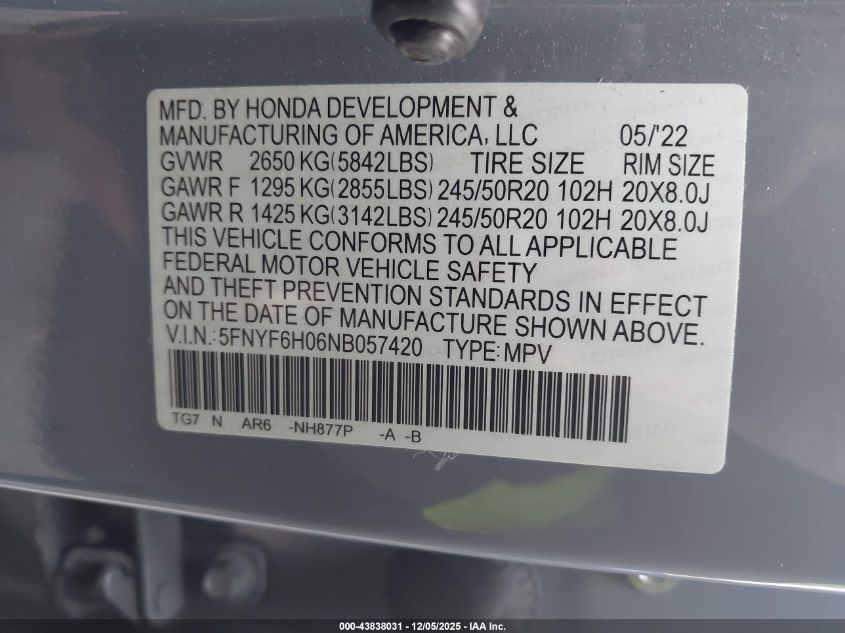 MFD. BY HONDA DEVELOPMENT &
MANUFACTURING OF AMERICA, LLC 05/'22
GVWR 2650 KG(5842LBS) TIRE SIZE RIM SIZE
GAWR F 1295 KG(2855LBS) 245/50R20 102H 20X8.0J
GAWR R 1425 KG(3142LBS) 245/50R20 102H 20X8.0J
THIS VEHICLE CONFORMS TO ALL APPLICABLE
FEDERAL MOTOR VEHICLE SAFETY
AND THEFT PREVENTION STANDARDS IN EFFECT
ON THE DATE OF MANUFACTURE SHOWN ABOVE.
V.I.N.: 5FNYF6H06NB057420 TYPE: MPV
TG7 N AR6 -NH877P -A -B
000-43838031 - 12/05/2025 - IAA Inc.